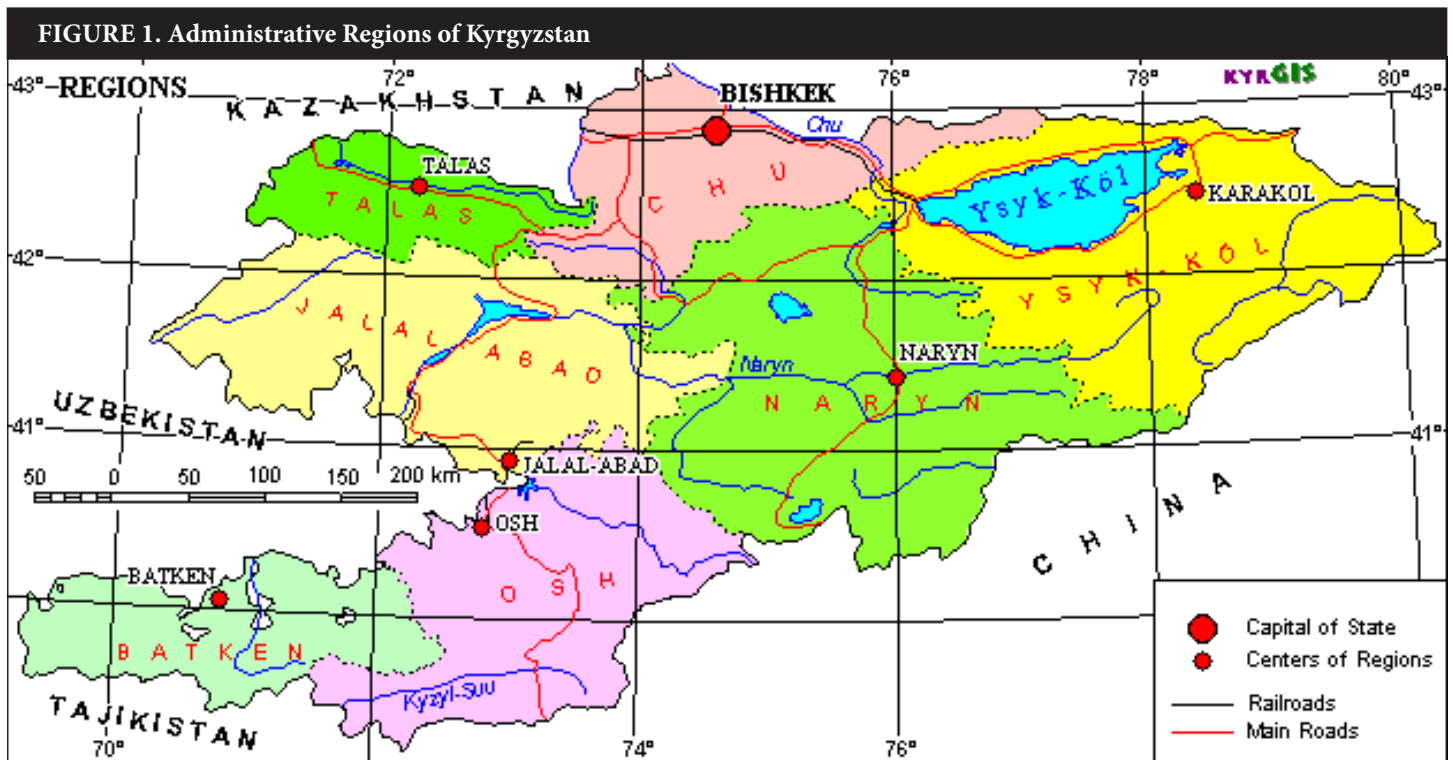 FIGURE 1. Administrative Regions of Kyrgyzstan
43° REGIONS 72° 76° 78° KYRGIS 80° 43°
KAZAKHSTAN
BISHKEK
Chu
TALAS
TALAS
CHU
Ysyk-Köl
KARAKOL
42° 42°
YSYK-KÖL
JALAL ABAD
NARYN
Naryn
NARYN
UZBEKISTAN
41° 41°
JALAL-ABAD
50 0 50 100 150 200 km
OSH
CHINA
BATKEN
OSH
BATKEN
Kyzyl-Suu
TAJIKISTAN
70° 74° 76°
Capital of State
Centers of Regions
Railroads
Main Roads